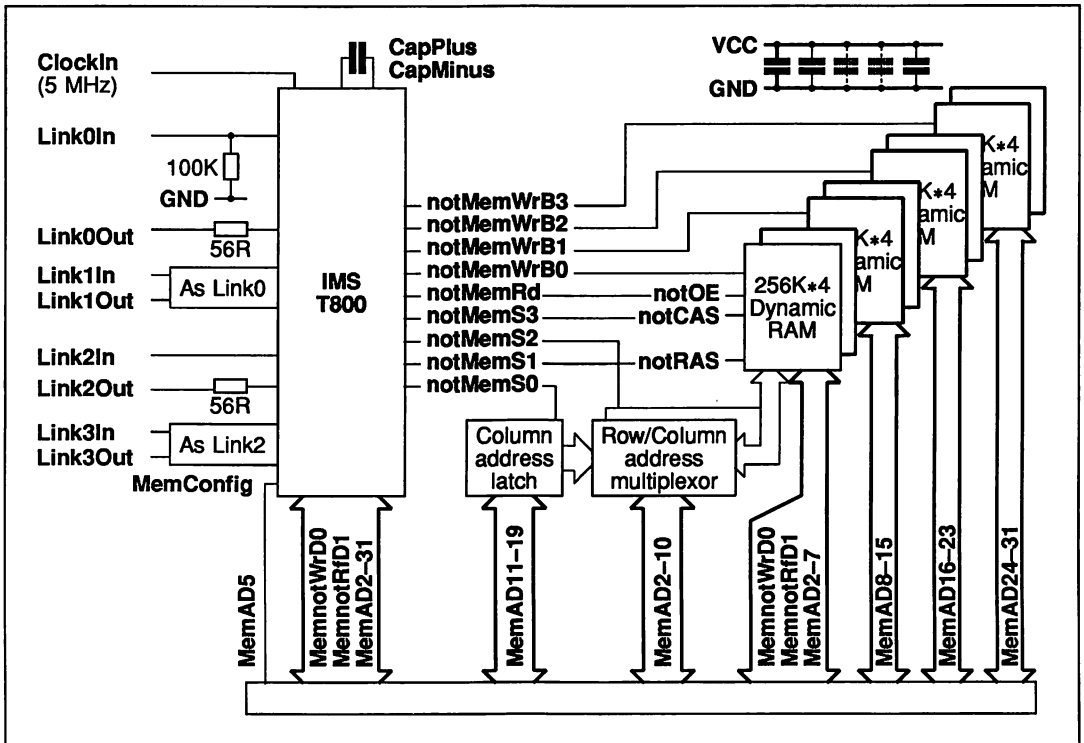 ClockIn
(5 MHz)
CapPlus
CapMinus
VCC
GND
Link0In
100K
GND
Link0Out
56R
Link1In
Link1Out
As Link0
Link2In
Link2Out
56R
Link3In
Link3Out
As Link2
MemConfig
IMS
T800
notMemWrB3
notMemWrB2
notMemWrB1
notMemWrB0
notMemRd
notMemS3
notMemS2
notMemS1
notMemS0
notOE
notCAS
notRAS
256K*4
Dynamic
RAM
K*4
amic
M
K*4
amic
M
K*4
amic
M
Column
address
latch
Row/Column
address
multiplexor
MemAD5
MemnotWrD0
MemnotRfD1
MemAD2–31
MemAD11–19
MemAD2–10
MemnotWrD0
MemnotRfD1
MemAD2–7
MemAD8–15
MemAD16–23
MemAD24–31